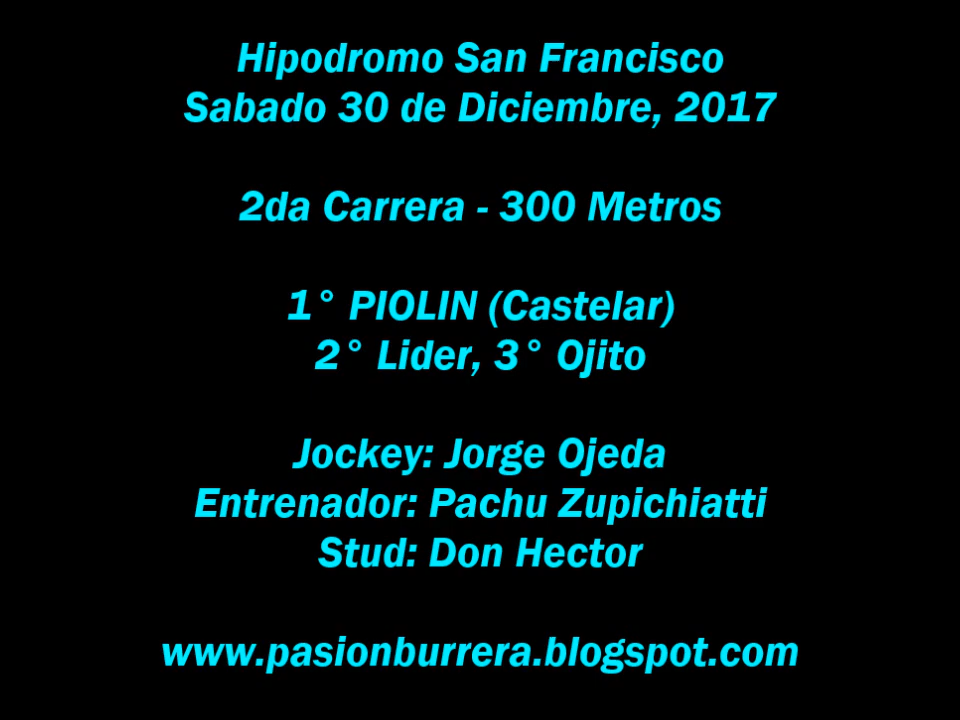 Hipodromo San Francisco
Sabado 30 de Diciembre, 2017
2da Carrera - 300 Metros
1° PIOLIN (Castelar)
2° Lider, 3° Ojito
Jockey: Jorge Ojeda
Entrenador: Pachu Zupichiatti
Stud: Don Hector
www.pasionburrera.blogspot.com